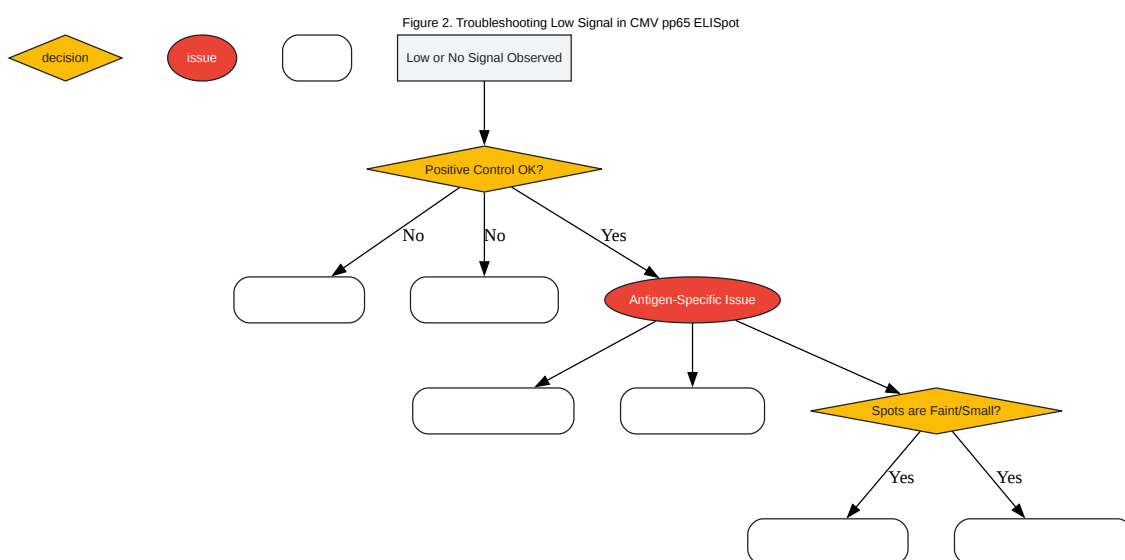 Figure 2. Troubleshooting Low Signal in CMV pp65 ELISpot
decision
issue
Low or No Signal Observed
Positive Control OK?
No
No
Yes
Antigen-Specific Issue
Spots are Faint/Small?
Yes
Yes